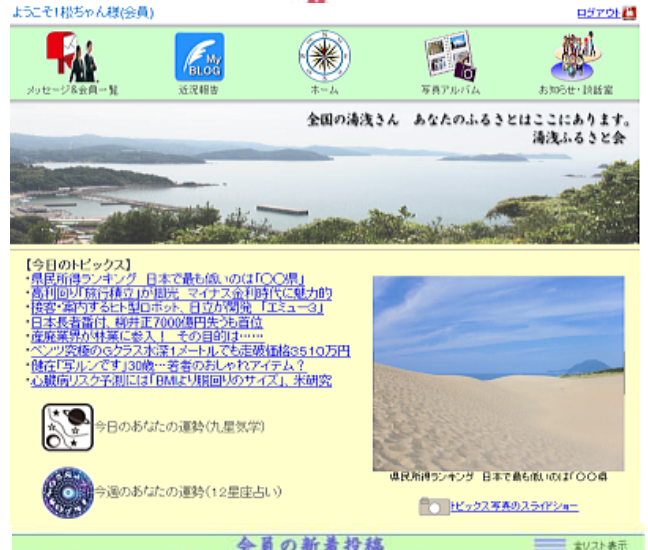 ようこそ!松ちゃん様(会員)
ログアウト
メッセージ&会員一覧
My
BLOG
近況報告
ホーム
写真アルバム
お知らせ・談話室
全国の湯浅さん　あなたのふるさとはここにあります。
湯浅ふるさと会
【今日のトピックス】
・県民所得ランキング　日本で最も低いのは「〇〇県」
・高利回り「旅行積立」が脚光　マイナス金利時代に魅力的
・接客・案内するヒト型ロボット、日立が開発　「エミュー3」
・日本長者番付、柳井正7000億円失うも首位
・産廃業界が林業に参入！　その目的は……
・ベンツ究極のGクラス水深1メートルでも走破価格3510万円
・健在「写ルンです」30歳…若者のおしゃれアイテム？
・心臓病リスク予測には「BMIより胴回りのサイズ」、米研究
県民所得ランキング　日本で最も低いのは「〇〇県
今日のあなたの運勢(九星気学)
今週のあなたの運勢(12星座占い)
トピックス写真のスライドショー
会員の新着投稿
全リスト表示